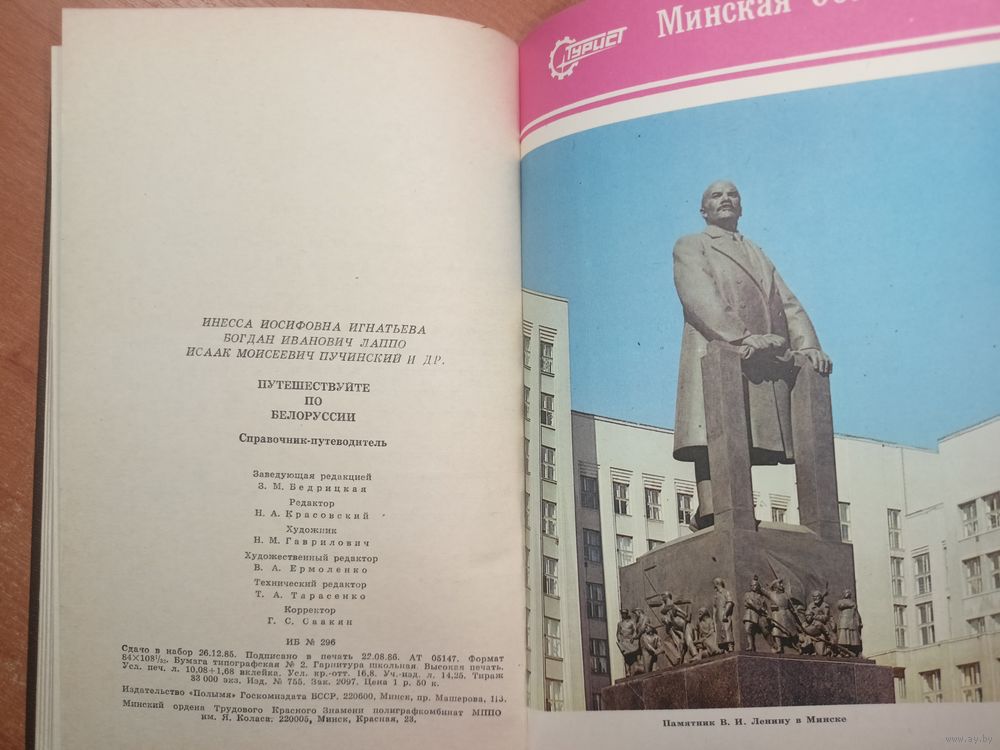 ИНЕССА ИОСИФОВНА ИГНАТЬЕВА
БОГДАН ИВАНОВИЧ ЛАППО
ИСААК МОИСЕЕВИЧ ПУЧИНСКИЙ И ДР.
ПУТЕШЕСТВУЙТЕ
ПО
БЕЛОРУССИИ
Справочник-путеводитель
Заведующая редакцией
З. М. Бедрицкая
Редактор
Н. А. Красовский
Художник
Н. М. Гаврилович
Художественный редактор
В. А. Ермоленко
Технический редактор
Т. А. Тарасенко
Корректор
Г. С. Саакян
ИБ № 296
Сдано в набор 26.12.85. Подписано в печать 22.08.86. АТ 05147. Формат
84×108¹/₃₂. Бумага типографская № 2. Гарнитура школьная. Высокая печать.
Усл. печ. л. 10,08+1,68 вклейка. Усл. кр.-отт. 16,8. Уч.-изд. л. 14,25. Тираж
83 000 экз. Изд. № 755. Зак. 2097. Цена 1 р. 50 к.
Издательство «Полымя» Госкомиздата БССР. 220600, Минск, пр. Машерова, 11.
Минский ордена Трудового Красного Знамени полиграфкомбинат МППО
им. Я. Коласа. 220005, Минск, Красная, 23.
ТУРИСТ
Минская
Памятник В. И. Ленину в Минске
www.ay.by